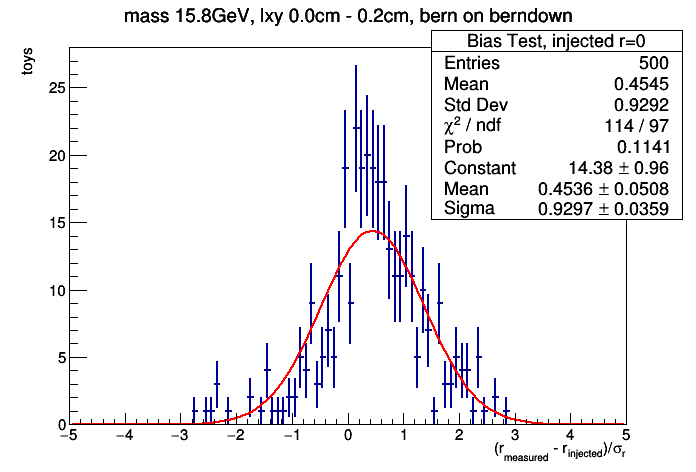 mass 15.8GeV, lxy 0.0cm - 0.2cm, bern on berndown
Bias Test, injected r=0
Entries 500
Mean 0.4545
Std Dev 0.9292
χ² / ndf 114 / 97
Prob 0.1141
Constant 14.38 ± 0.96
Mean 0.4536 ± 0.0508
Sigma 0.9297 ± 0.0359
toys
25
20
15
10
5
0
−5 −4 −3 −2 −1 0 1 2 3 4 5
(r_measured - r_injected)/σ_r